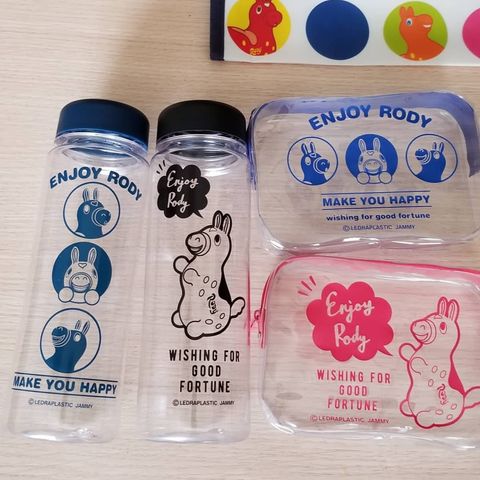 ENJOY RODY
MAKE YOU HAPPY
©LEDRAPLASTIC JAMMY
Enjoy
Rody
WISHING FOR
GOOD
FORTUNE
©LEDRAPLASTIC JAMMY
ENJOY RODY
MAKE YOU HAPPY
wishing for good fortune
©LEDRAPLASTIC JAMMY
Enjoy
Rody
WISHING FOR
GOOD
FORTUNE
©LEDRAPLASTIC JAMMY